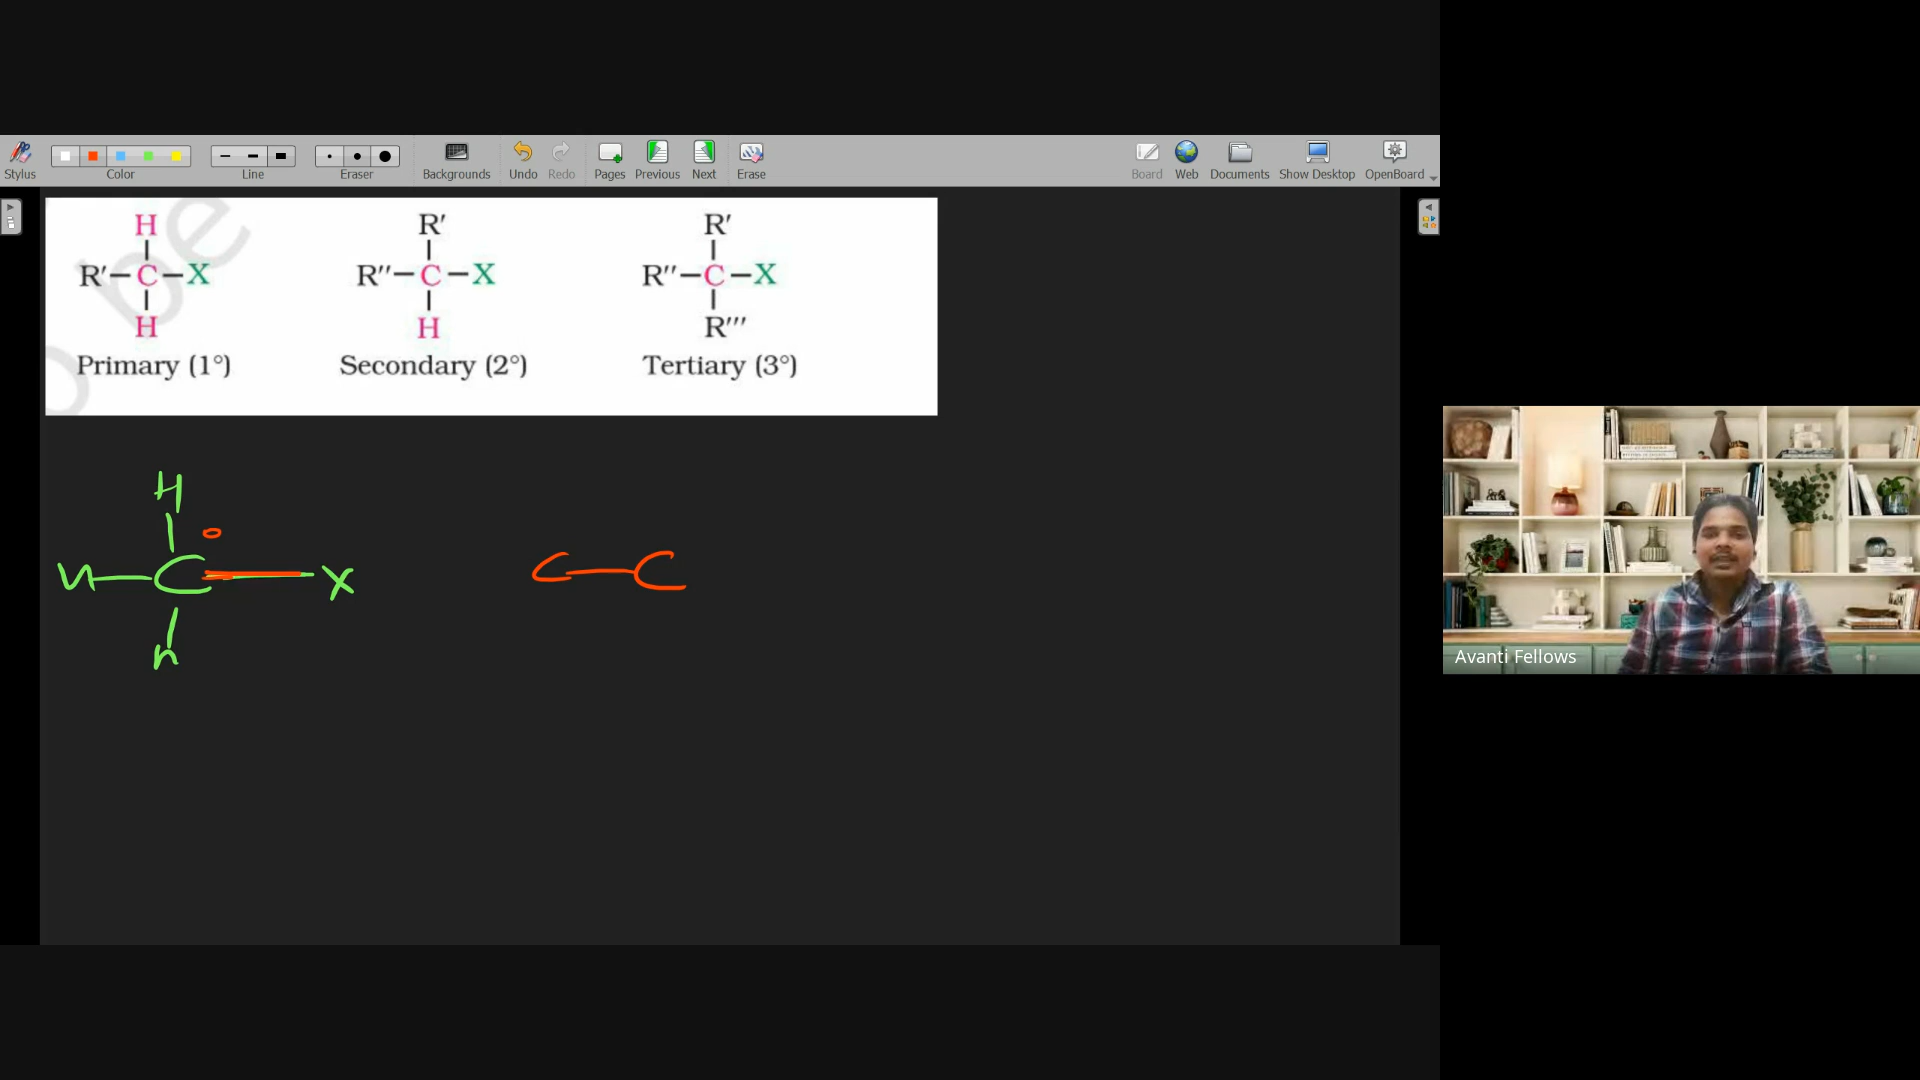 Stylus Color Line Eraser Backgrounds Undo Redo Pages Previous Next Erase Board Web Documents Show Desktop OpenBoard
be
H R' R'
R'–C–X R''–C–X R''–C–X
H H R'''
Primary (1°) Secondary (2°) Tertiary (3°)
H
o
C X C—C
Avanti Fellows